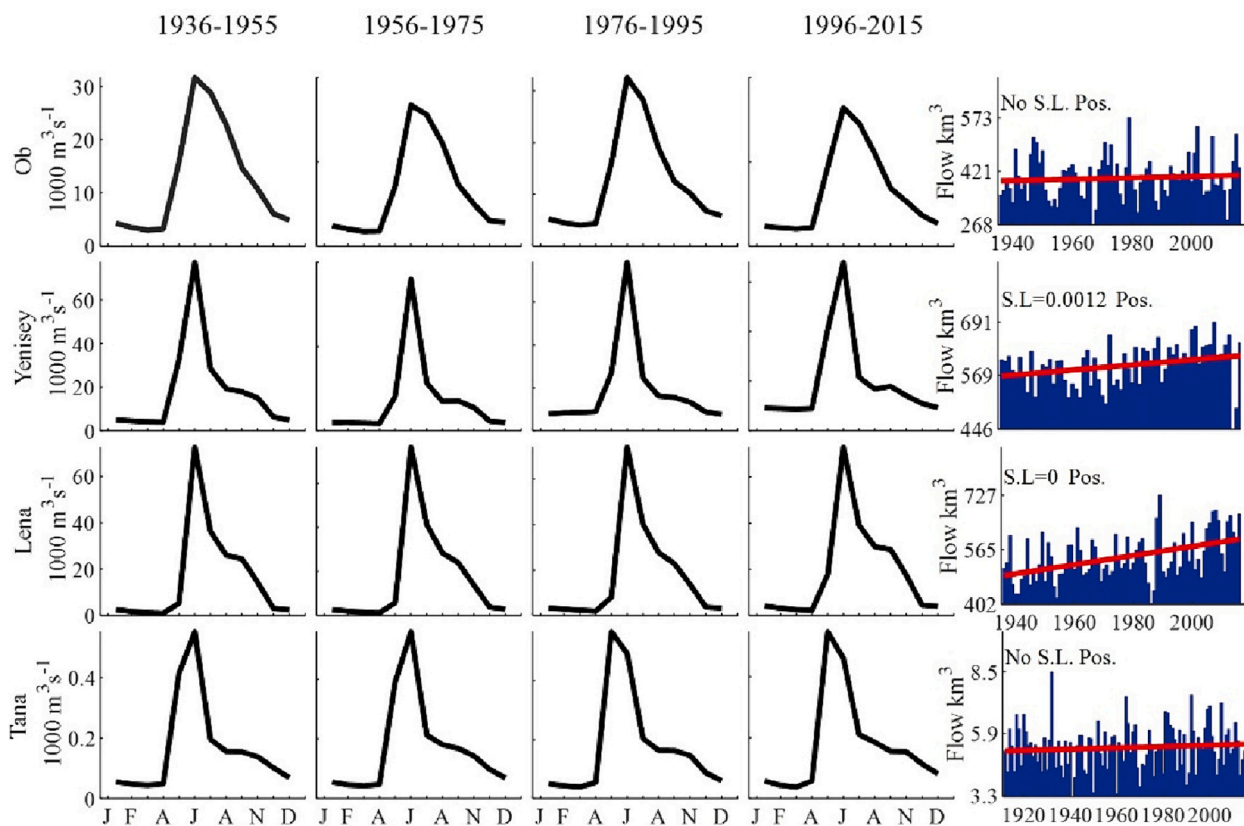 1936-1955 1956-1975 1976-1995 1996-2015
Ob
1000 m³s⁻¹
30
20
10
0
No S.L. Pos.
Flow km³
573
421
268
1940 1960 1980 2000
Yenisey
1000 m³s⁻¹
60
40
20
0
S.L=0.0012 Pos.
Flow km³
691
569
446
Lena
1000 m³s⁻¹
60
40
20
0
S.L=0 Pos.
Flow km³
727
565
402
1940 1960 1980 2000
Tana
1000 m³s⁻¹
0.4
0.2
0
No S.L. Pos.
Flow km³
8.5
5.9
3.3
J F A J A N D J F A J A N D J F A J A N D J F A J A N D
1920 1940 1960 1980 2000